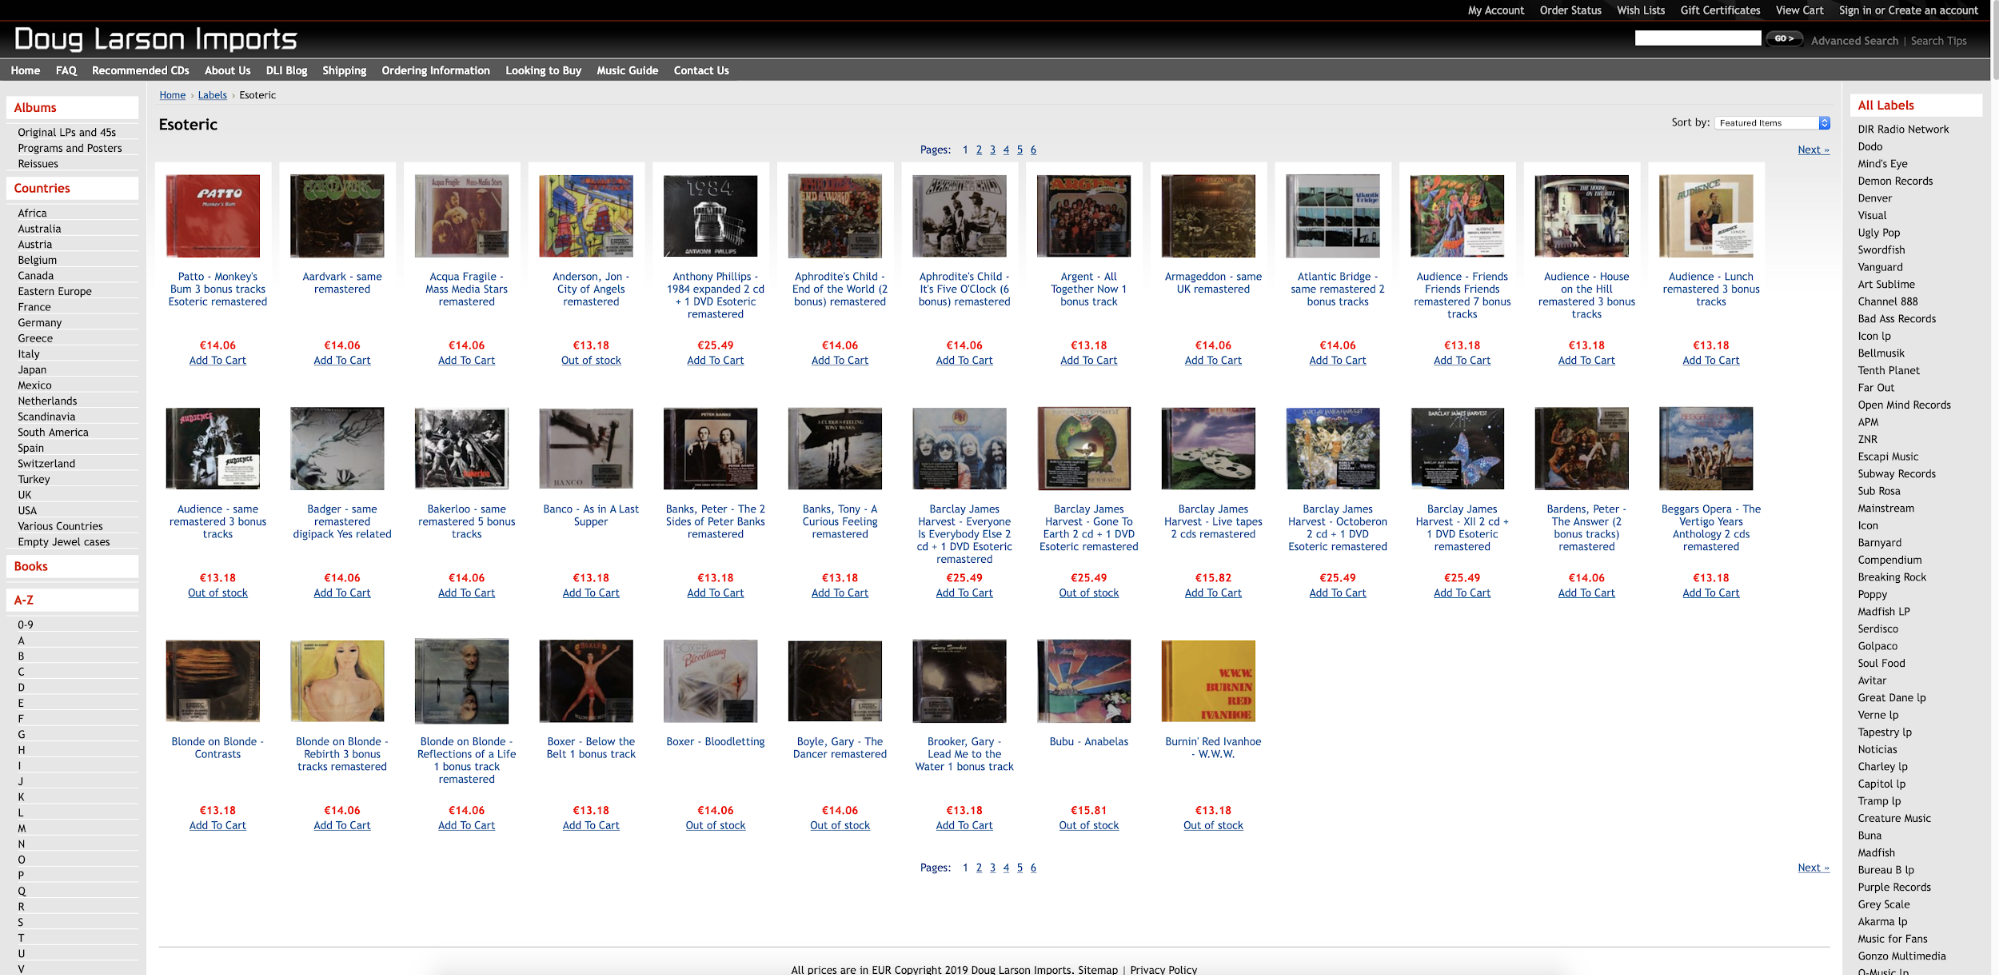 My Account Order Status Wish Lists Gift Certificates View Cart Sign in or Create an account
Doug Larson Imports
GO > Advanced Search | Search Tips
Home FAQ Recommended CDs About Us DLI Blog Shipping Ordering Information Looking to Buy Music Guide Contact Us
Albums
Original LPs and 45s
Programs and Posters
Reissues
Countries
Africa
Australia
Austria
Belgium
Canada
Eastern Europe
France
Germany
Greece
Italy
Japan
Mexico
Netherlands
Scandinavia
South America
Spain
Switzerland
Turkey
UK
USA
Various Countries
Empty Jewel cases
Books
A-Z
0-9
A
B
C
D
E
F
G
H
I
J
K
L
M
N
O
P
Q
R
S
T
U
V
Home › Labels › Esoteric
Esoteric
Sort by: Featured Items
Pages: 1 2 3 4 5 6
Next »
Patto - Monkey's
Bum 3 bonus tracks
Esoteric remastered
€14.06
Add To Cart
Aardvark - same
remastered
€14.06
Add To Cart
Acqua Fragile -
Mass Media Stars
remastered
€14.06
Add To Cart
Anderson, Jon -
City of Angels
remastered
€13.18
Out of stock
Anthony Phillips -
1984 expanded 2 cd
+ 1 DVD Esoteric
remastered
€25.49
Add To Cart
Aphrodite's Child -
End of the World (2
bonus) remastered
€14.06
Add To Cart
Aphrodite's Child -
It's Five O'Clock (6
bonus) remastered
€14.06
Add To Cart
Argent - All
Together Now 1
bonus track
€13.18
Add To Cart
Armageddon - same
UK remastered
€14.06
Add To Cart
Atlantic Bridge -
same remastered 2
bonus tracks
€14.06
Add To Cart
Audience - Friends
Friends Friends
remastered 7 bonus
tracks
€13.18
Add To Cart
Audience - House
on the Hill
remastered 3 bonus
tracks
€13.18
Add To Cart
Audience - Lunch
remastered 3 bonus
tracks
€13.18
Add To Cart
Audience - same
remastered 3 bonus
tracks
€13.18
Out of stock
Badger - same
remastered
digipack Yes related
€14.06
Add To Cart
Bakerloo - same
remastered 5 bonus
tracks
€14.06
Add To Cart
Banco - As in A Last
Supper
€13.18
Add To Cart
Banks, Peter - The 2
Sides of Peter Banks
remastered
€13.18
Add To Cart
Banks, Tony - A
Curious Feeling
remastered
€13.18
Add To Cart
Barclay James
Harvest - Everyone
Is Everybody Else 2
cd + 1 DVD Esoteric
remastered
€25.49
Add To Cart
Barclay James
Harvest - Gone To
Earth 2 cd + 1 DVD
Esoteric remastered
€25.49
Out of stock
Barclay James
Harvest - Live tapes
2 cds remastered
€15.82
Add To Cart
Barclay James
Harvest - Octoberon
2 cd + 1 DVD
Esoteric remastered
€25.49
Add To Cart
Barclay James
Harvest - XII 2 cd +
1 DVD Esoteric
remastered
€25.49
Add To Cart
Bardens, Peter -
The Answer (2
bonus tracks)
remastered
€14.06
Add To Cart
Beggars Opera - The
Vertigo Years
Anthology 2 cds
remastered
€13.18
Add To Cart
Blonde on Blonde -
Contrasts
€13.18
Add To Cart
Blonde on Blonde -
Rebirth 3 bonus
tracks remastered
€14.06
Add To Cart
Blonde on Blonde -
Reflections of a Life
1 bonus track
remastered
€14.06
Add To Cart
Boxer - Below the
Belt 1 bonus track
€13.18
Add To Cart
Boxer - Bloodletting
€14.06
Out of stock
Boyle, Gary - The
Dancer remastered
€14.06
Out of stock
Brooker, Gary -
Lead Me to the
Water 1 bonus track
€13.18
Add To Cart
Bubu - Anabelas
€15.81
Out of stock
W.W.W.
BURNIN
RED
IVANHOE
Burnin' Red Ivanhoe
- W.W.W.
€13.18
Out of stock
Pages: 1 2 3 4 5 6
Next »
All prices are in EUR Copyright 2019 Doug Larson Imports. Sitemap | Privacy Policy
All Labels
DIR Radio Network
Dodo
Mind's Eye
Demon Records
Denver
Visual
Ugly Pop
Swordfish
Vanguard
Art Sublime
Channel 888
Bad Ass Records
Icon lp
Bellmusik
Tenth Planet
Far Out
Open Mind Records
APM
ZNR
Escapi Music
Subway Records
Sub Rosa
Mainstream
Icon
Barnyard
Compendium
Breaking Rock
Poppy
Madfish LP
Serdisco
Golpaco
Soul Food
Avitar
Great Dane lp
Verne lp
Tapestry lp
Noticias
Charley lp
Capitol lp
Tramp lp
Creature Music
Buna
Madfish
Bureau B lp
Purple Records
Grey Scale
Akarma lp
Music for Fans
Gonzo Multimedia
O-Music lp